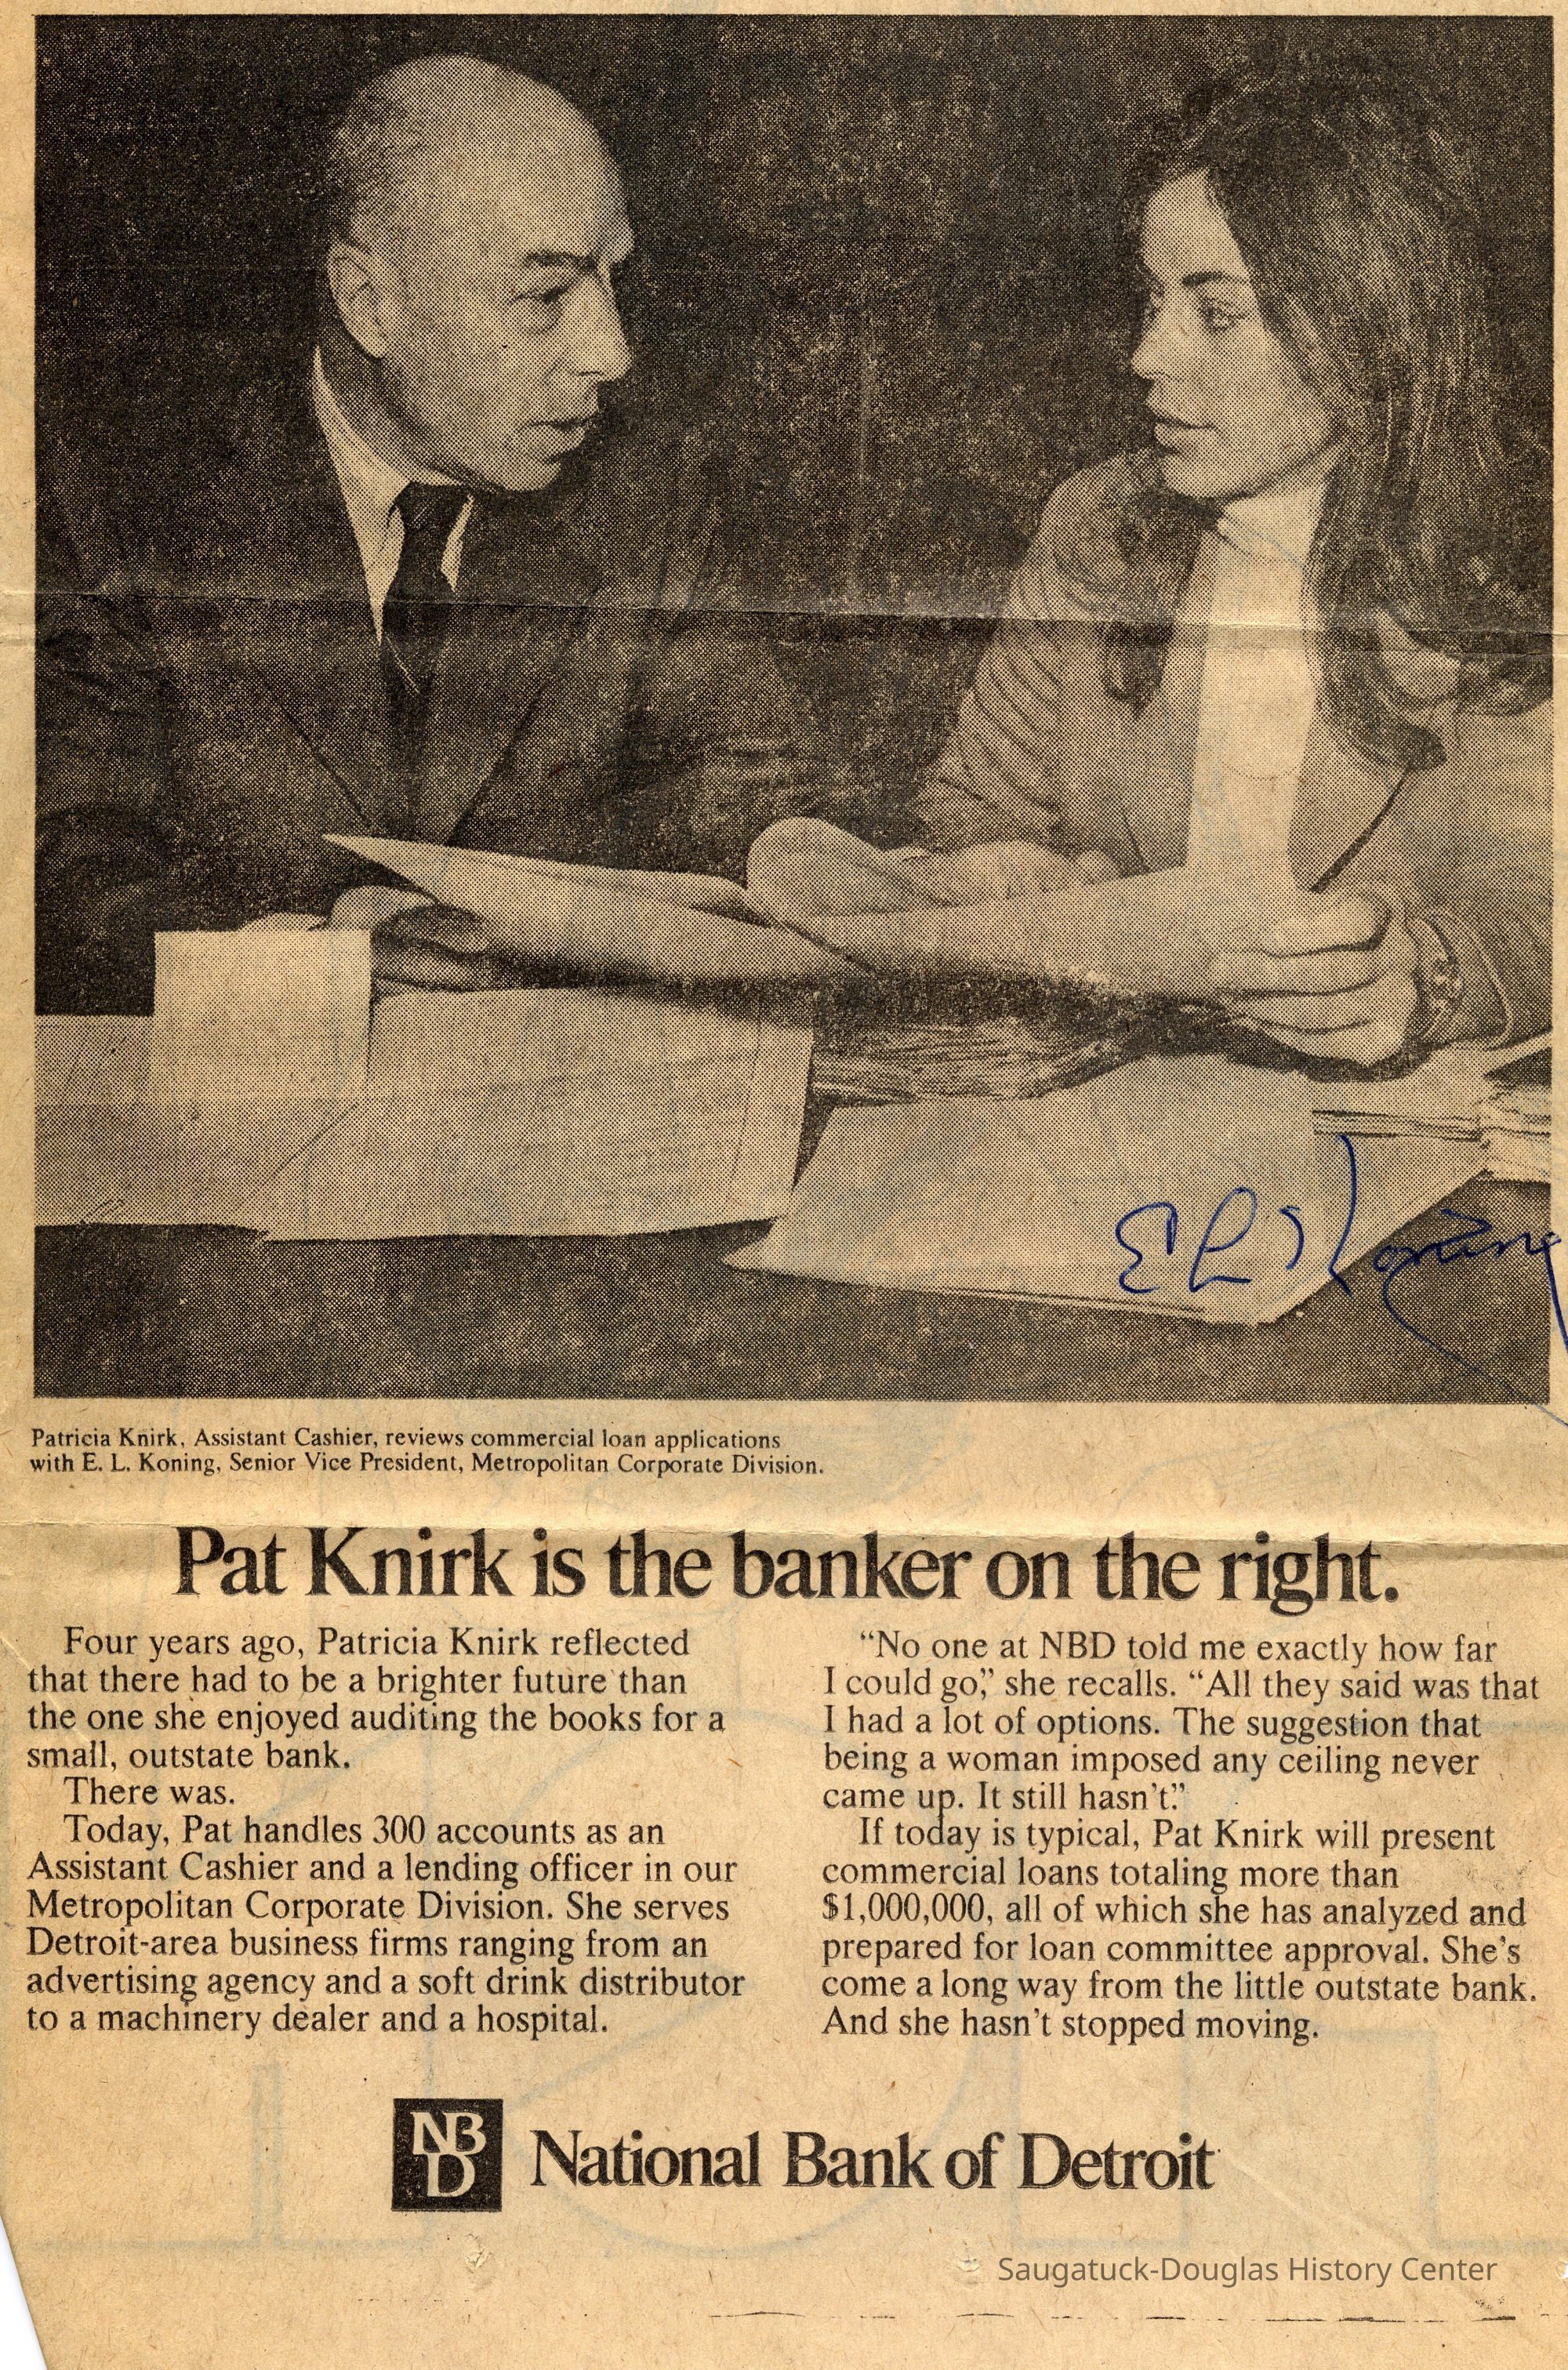 E L Koning
Patricia Knirk, Assistant Cashier, reviews commercial loan applications
with E. L. Koning, Senior Vice President, Metropolitan Corporate Division.
Pat Knirk is the banker on the right.
Four years ago, Patricia Knirk reflected
that there had to be a brighter future than
the one she enjoyed auditing the books for a
small, outstate bank.
There was.
Today, Pat handles 300 accounts as an
Assistant Cashier and a lending officer in our
Metropolitan Corporate Division. She serves
Detroit-area business firms ranging from an
advertising agency and a soft drink distributor
to a machinery dealer and a hospital.
“No one at NBD told me exactly how far
I could go,” she recalls. “All they said was that
I had a lot of options. The suggestion that
being a woman imposed any ceiling never
came up. It still hasn’t.”
If today is typical, Pat Knirk will present
commercial loans totaling more than
$1,000,000, all of which she has analyzed and
prepared for loan committee approval. She’s
come a long way from the little outstate bank.
And she hasn’t stopped moving.
NB
D
National Bank of Detroit
Saugatuck-Douglas History Center